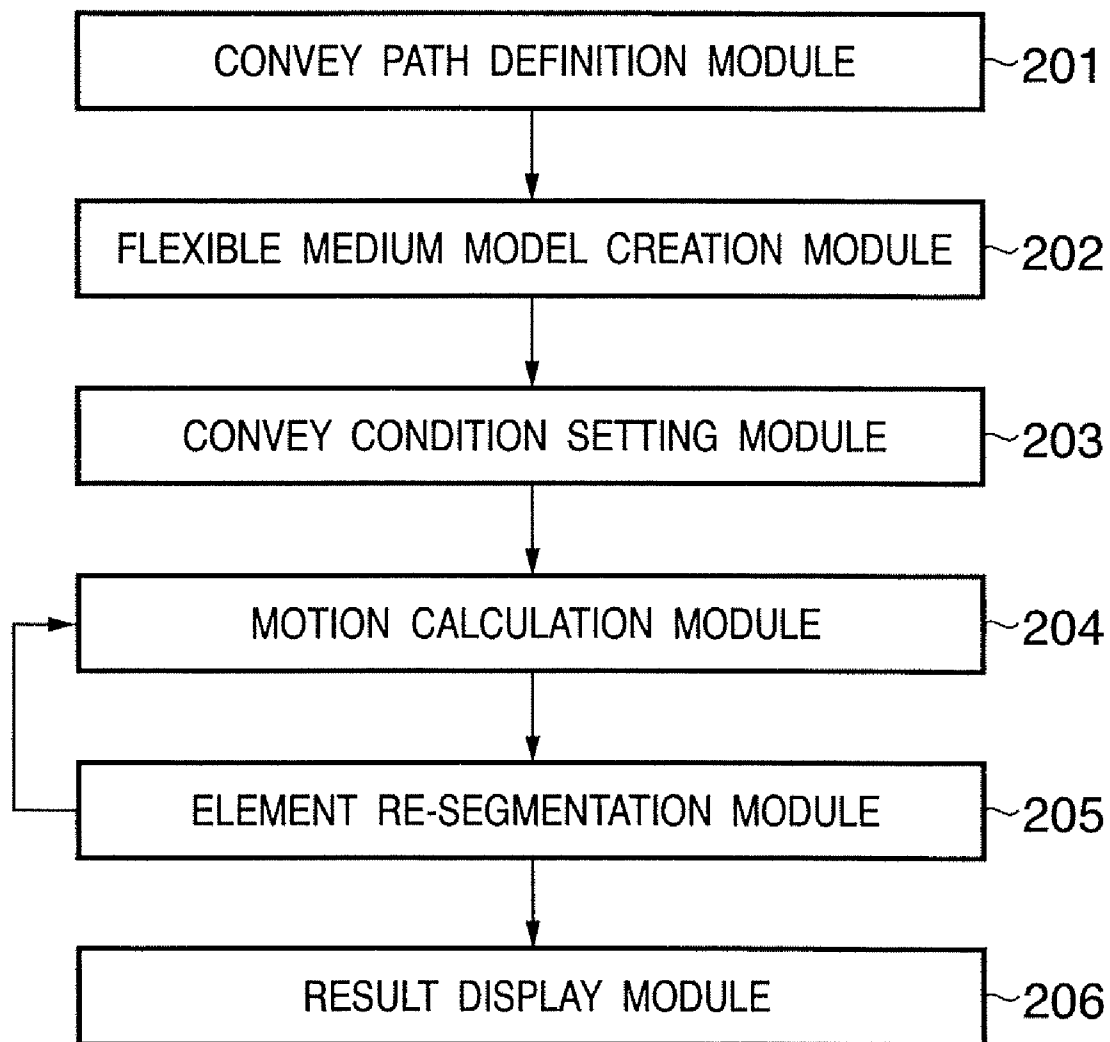 CONVEY PATH DEFINITION MODULE 201
FLEXIBLE MEDIUM MODEL CREATION MODULE 202
CONVEY CONDITION SETTING MODULE 203
MOTION CALCULATION MODULE 204
ELEMENT RE-SEGMENTATION MODULE 205
RESULT DISPLAY MODULE 206